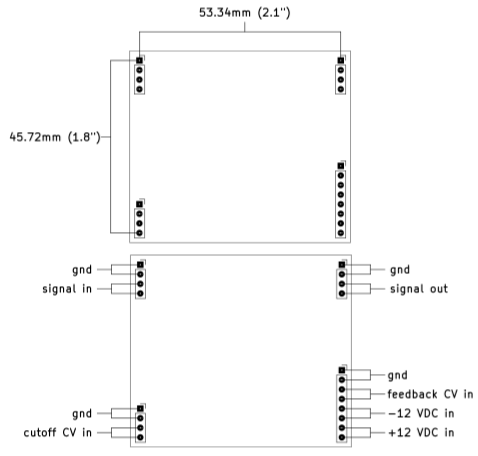 53.34mm (2.1")
45.72mm (1.8")
gnd
signal in
gnd
signal out
gnd
cutoff CV in
gnd
feedback CV in
−12 VDC in
+12 VDC in